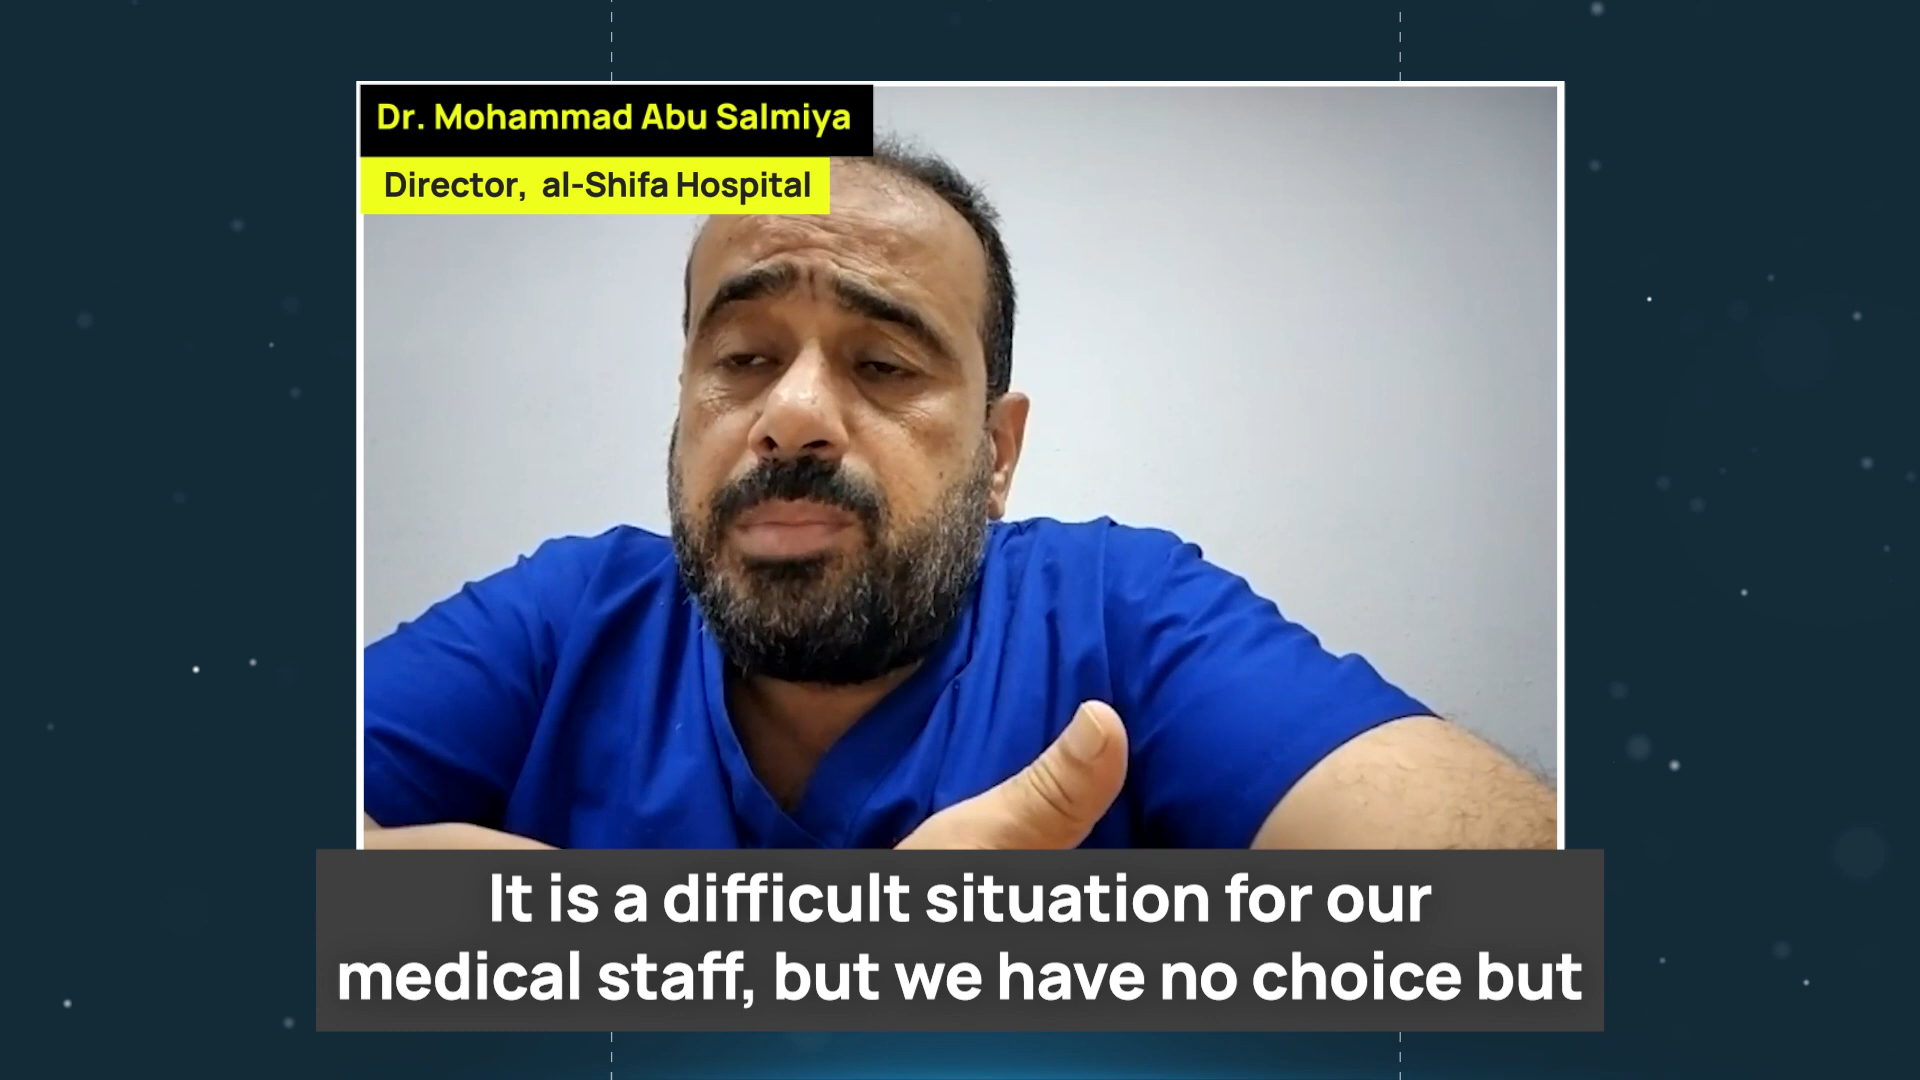 Dr. Mohammad Abu Salmiya
Director, al-Shifa Hospital
It is a difficult situation for our
medical staff, but we have no choice but